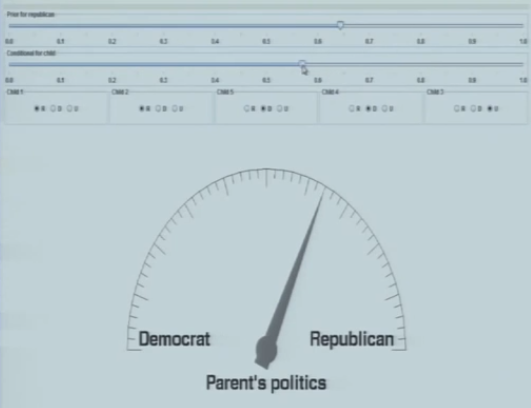 Prior for republican
0.0 0.1 0.2 0.3 0.4 0.5 0.6 0.7 0.8 0.9 1.0
Conditional for child
0.0 0.1 0.2 0.3 0.4 0.5 0.6 0.7 0.8 0.9 1.0
Child 1 Child 2 Child 5 Child 4 Child 3
R D U R D U R D U R D U R D U
Democrat Republican
Parent's politics